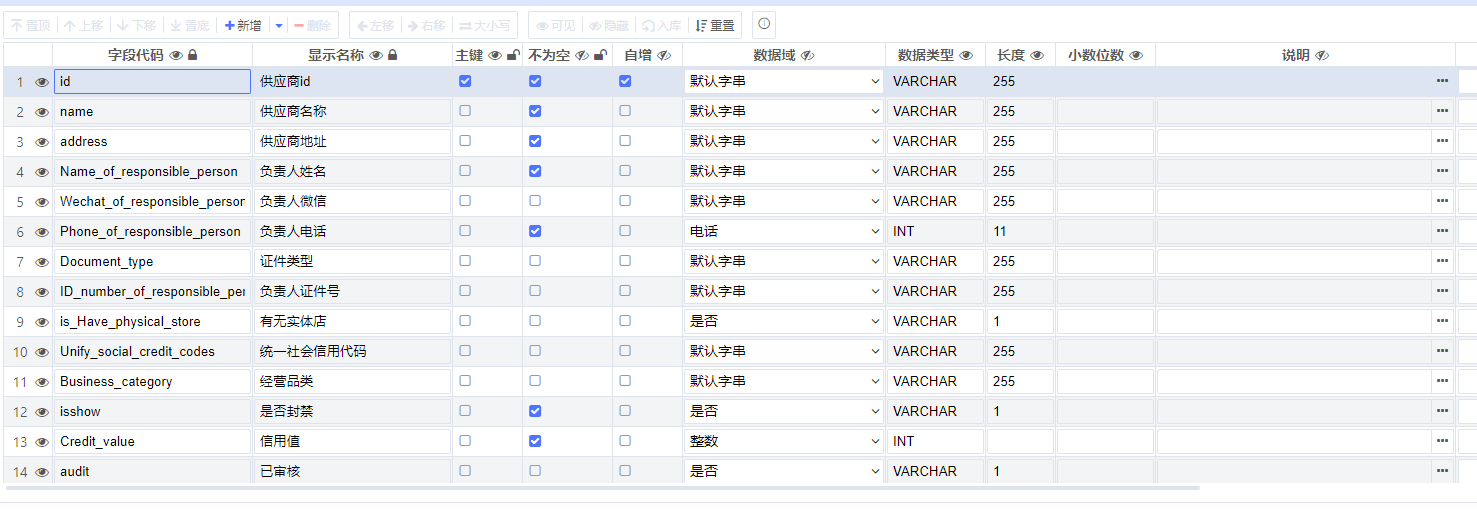 置顶 上移 下移 置底 新增 删除 左移 右移 大小写 可见 隐藏 入库 重置
字段代码 显示名称 主键 不为空 自增 数据域 数据类型 长度 小数位数 说明
1 id 供应商id 默认字串 VARCHAR 255
2 name 供应商名称 默认字串 VARCHAR 255
3 address 供应商地址 默认字串 VARCHAR 255
4 Name_of_responsible_person 负责人姓名 默认字串 VARCHAR 255
5 Wechat_of_responsible_person 负责人微信 默认字串 VARCHAR 255
6 Phone_of_responsible_person 负责人电话 电话 INT 11
7 Document_type 证件类型 默认字串 VARCHAR 255
8 ID_number_of_responsible_per 负责人证件号 默认字串 VARCHAR 255
9 is_Have_physical_store 有无实体店 是否 VARCHAR 1
10 Unify_social_credit_codes 统一社会信用代码 默认字串 VARCHAR 255
11 Business_category 经营品类 默认字串 VARCHAR 255
12 isshow 是否封禁 是否 VARCHAR 1
13 Credit_value 信用值 整数 INT
14 audit 已审核 是否 VARCHAR 1